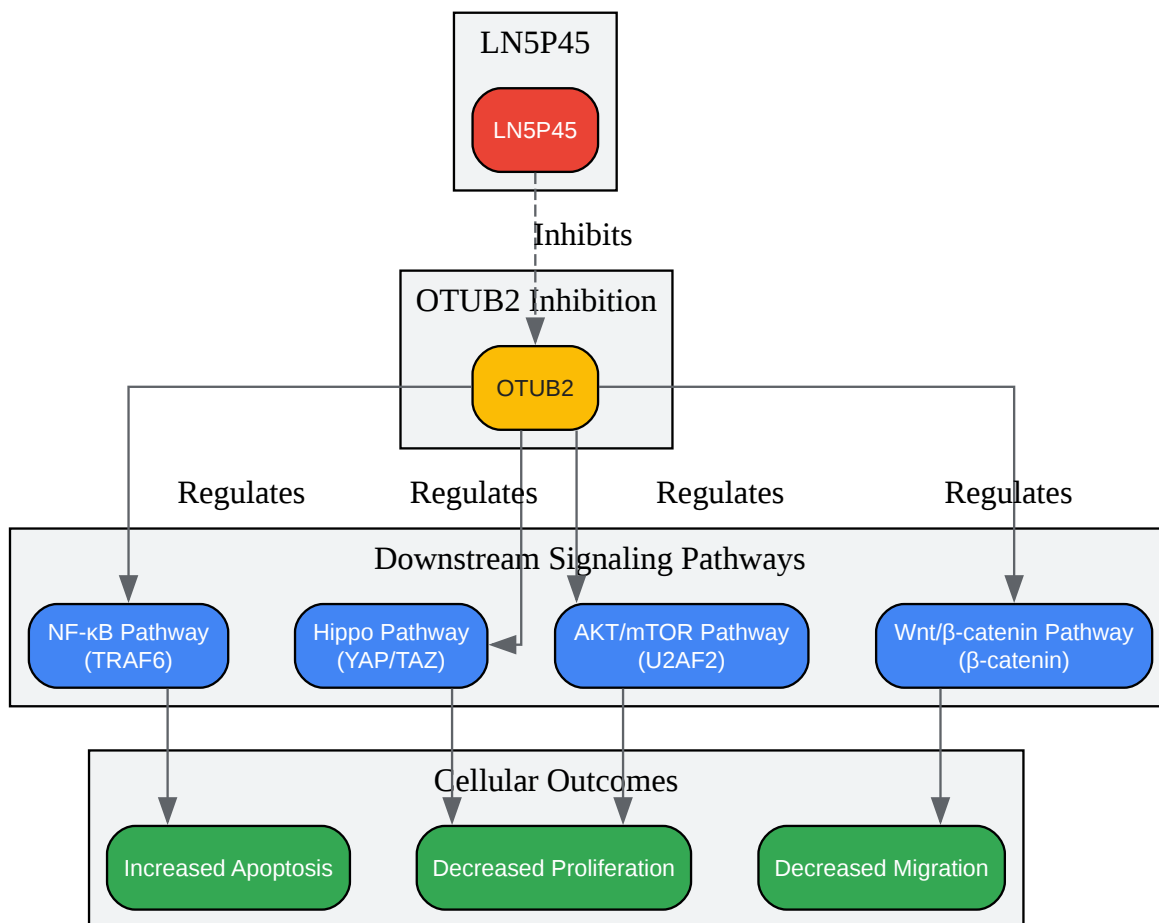 LN5P45
LN5P45
Inhibits
OTUB2 Inhibition
OTUB2
Regulates
Regulates
Regulates
Regulates
Downstream Signaling Pathways
NF-κB Pathway
(TRAF6)
Hippo Pathway
(YAP/TAZ)
AKT/mTOR Pathway
(U2AF2)
Wnt/β-catenin Pathway
(β-catenin)
Cellular Outcomes
Increased Apoptosis
Decreased Proliferation
Decreased Migration